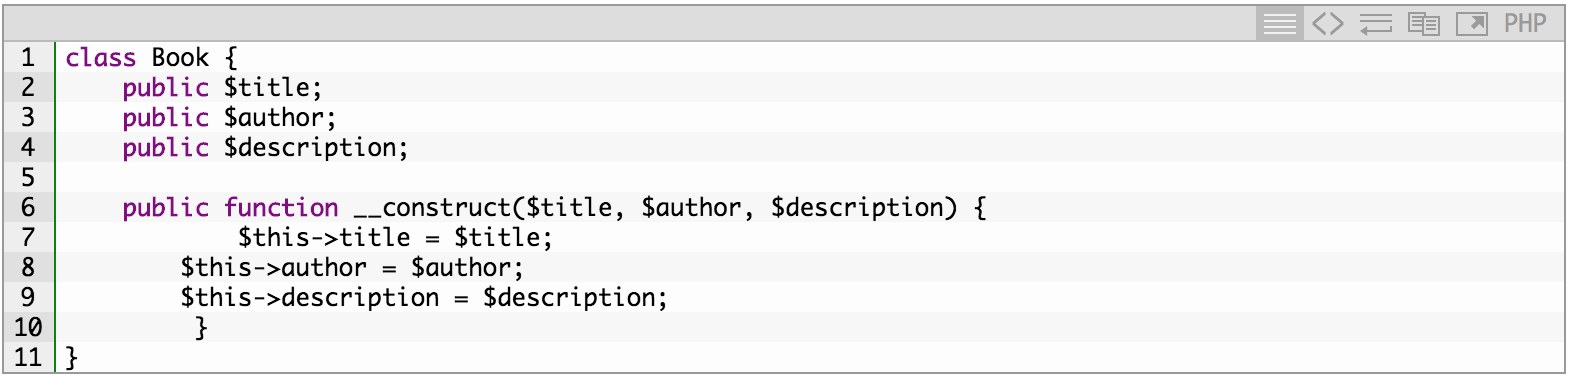 PHP
1 class Book {
2     public $title;
3     public $author;
4     public $description;
5
6     public function __construct($title, $author, $description) {
7             $this->title = $title;
8         $this->author = $author;
9         $this->description = $description;
10          }
11 }